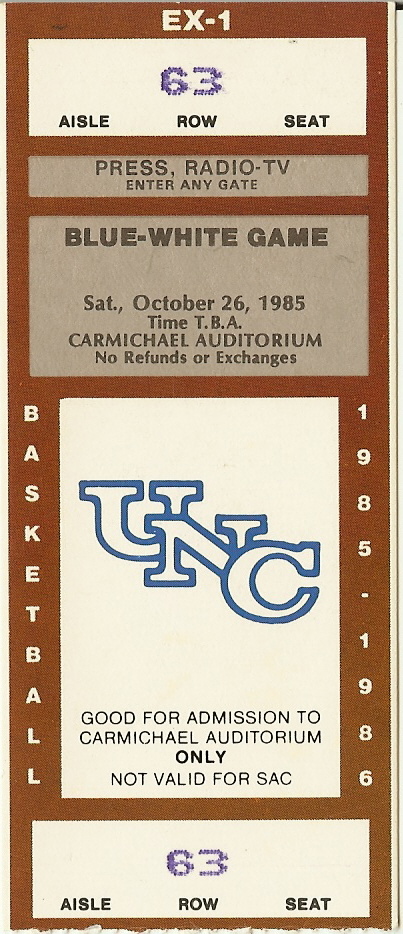 EX-1
63
AISLE ROW SEAT
PRESS, RADIO-TV
ENTER ANY GATE
BLUE-WHITE GAME
Sat., October 26, 1985
Time T.B.A.
CARMICHAEL AUDITORIUM
No Refunds or Exchanges
BASKETBALL
1985-1986
UNC
GOOD FOR ADMISSION TO
CARMICHAEL AUDITORIUM
ONLY
NOT VALID FOR SAC
63
AISLE ROW SEAT